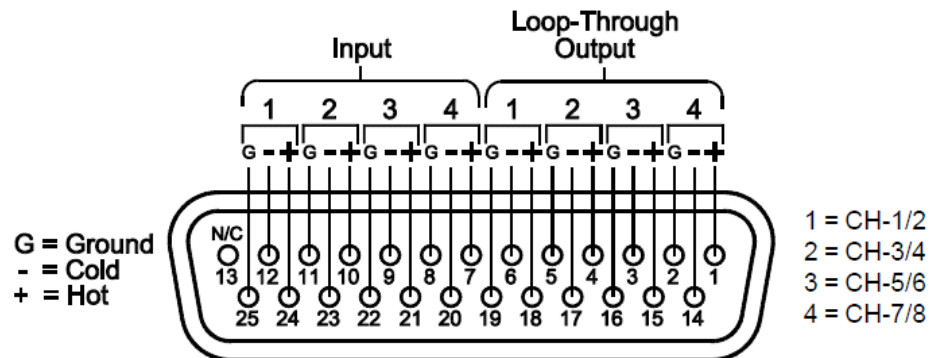 Input
Loop-Through
Output
1 2 3 4 1 2 3 4
G - + G - + G - + G - + G - + G - + G - + G - +
G = Ground
- = Cold
+ = Hot
N/C
13 12 11 10 9 8 7 6 5 4 3 2 1
25 24 23 22 21 20 19 18 17 16 15 14
1 = CH-1/2
2 = CH-3/4
3 = CH-5/6
4 = CH-7/8